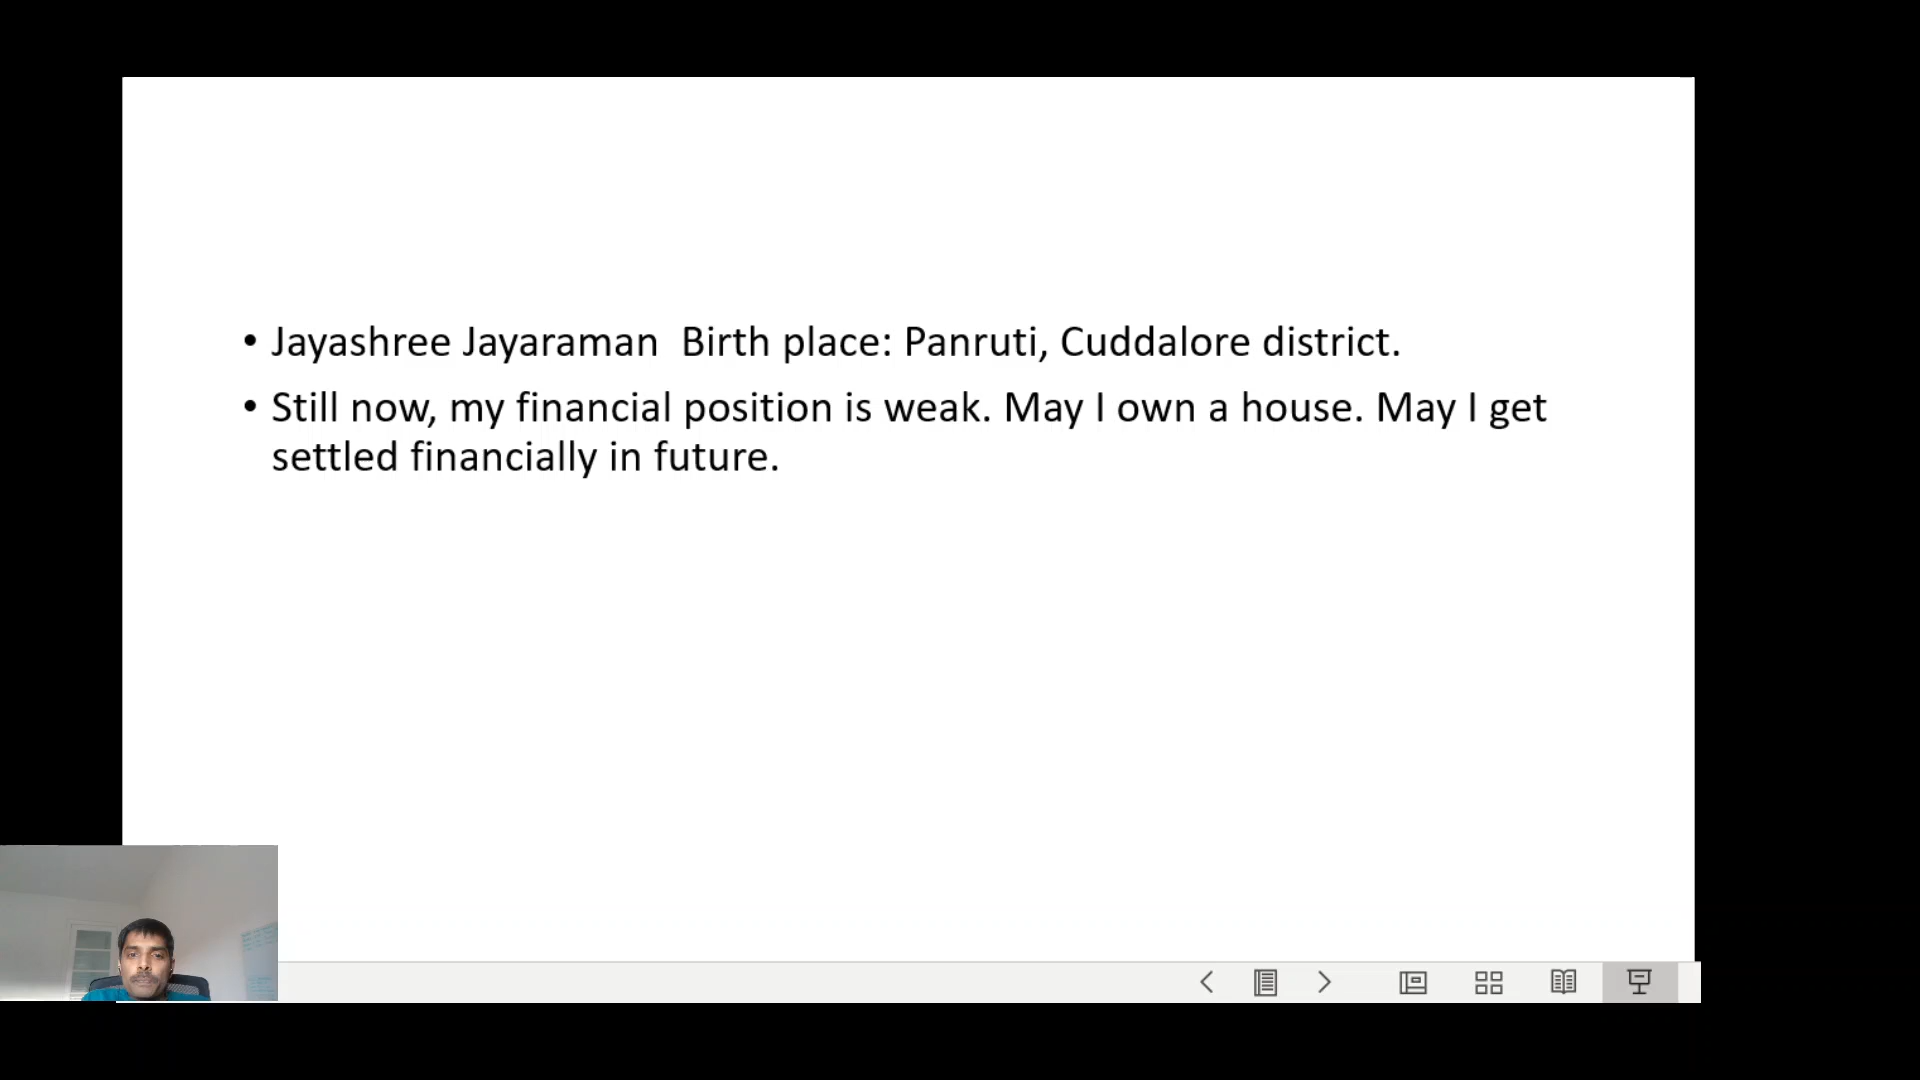 • Jayashree Jayaraman  Birth place: Panruti, Cuddalore district.
• Still now, my financial position is weak. May I own a house. May I get
settled financially in future.